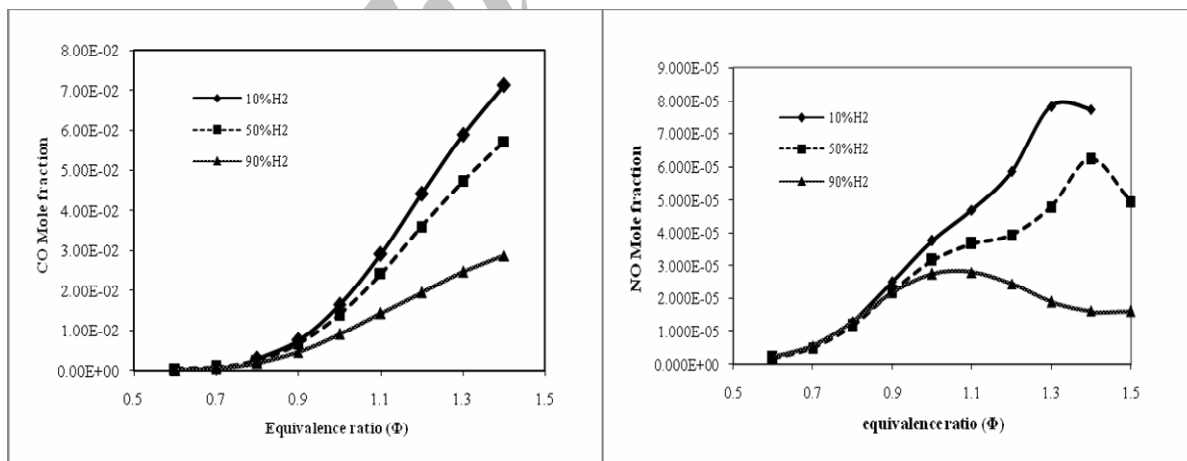 8.00E-02
7.00E-02
6.00E-02
5.00E-02
4.00E-02
3.00E-02
2.00E-02
1.00E-02
0.00E+00
CO Mole fraction
10%H2
50%H2
90%H2
0.5 0.7 0.9 1.1 1.3 1.5
Equivalence ratio (Φ)
9.000E-05
8.000E-05
7.000E-05
6.000E-05
5.000E-05
4.000E-05
3.000E-05
2.000E-05
1.000E-05
0.000E+00
NO Mole fraction
10%H2
50%H2
90%H2
0.5 0.7 0.9 1.1 1.3 1.5
equivalence ratio (Φ)